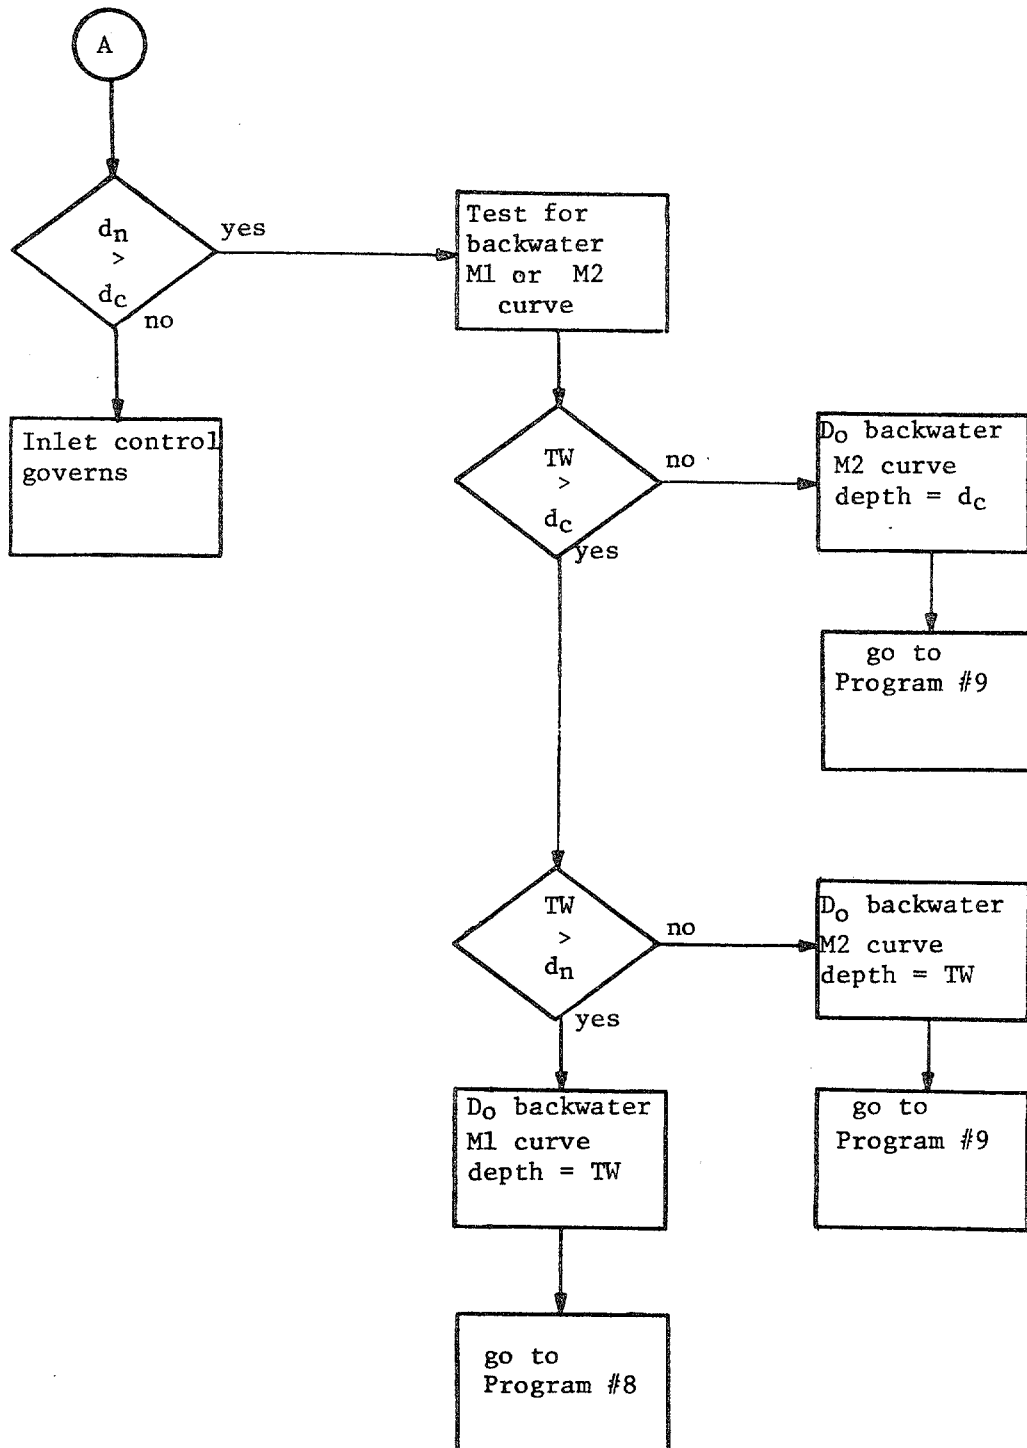 A
dn
>
dc
yes
no
Inlet control
governs
Test for
backwater
M1 or M2
curve
TW
>
dc
no
yes
Do backwater
M2 curve
depth = dc
go to
Program #9
TW
>
dn
no
yes
Do backwater
M2 curve
depth = TW
go to
Program #9
Do backwater
M1 curve
depth = TW
go to
Program #8